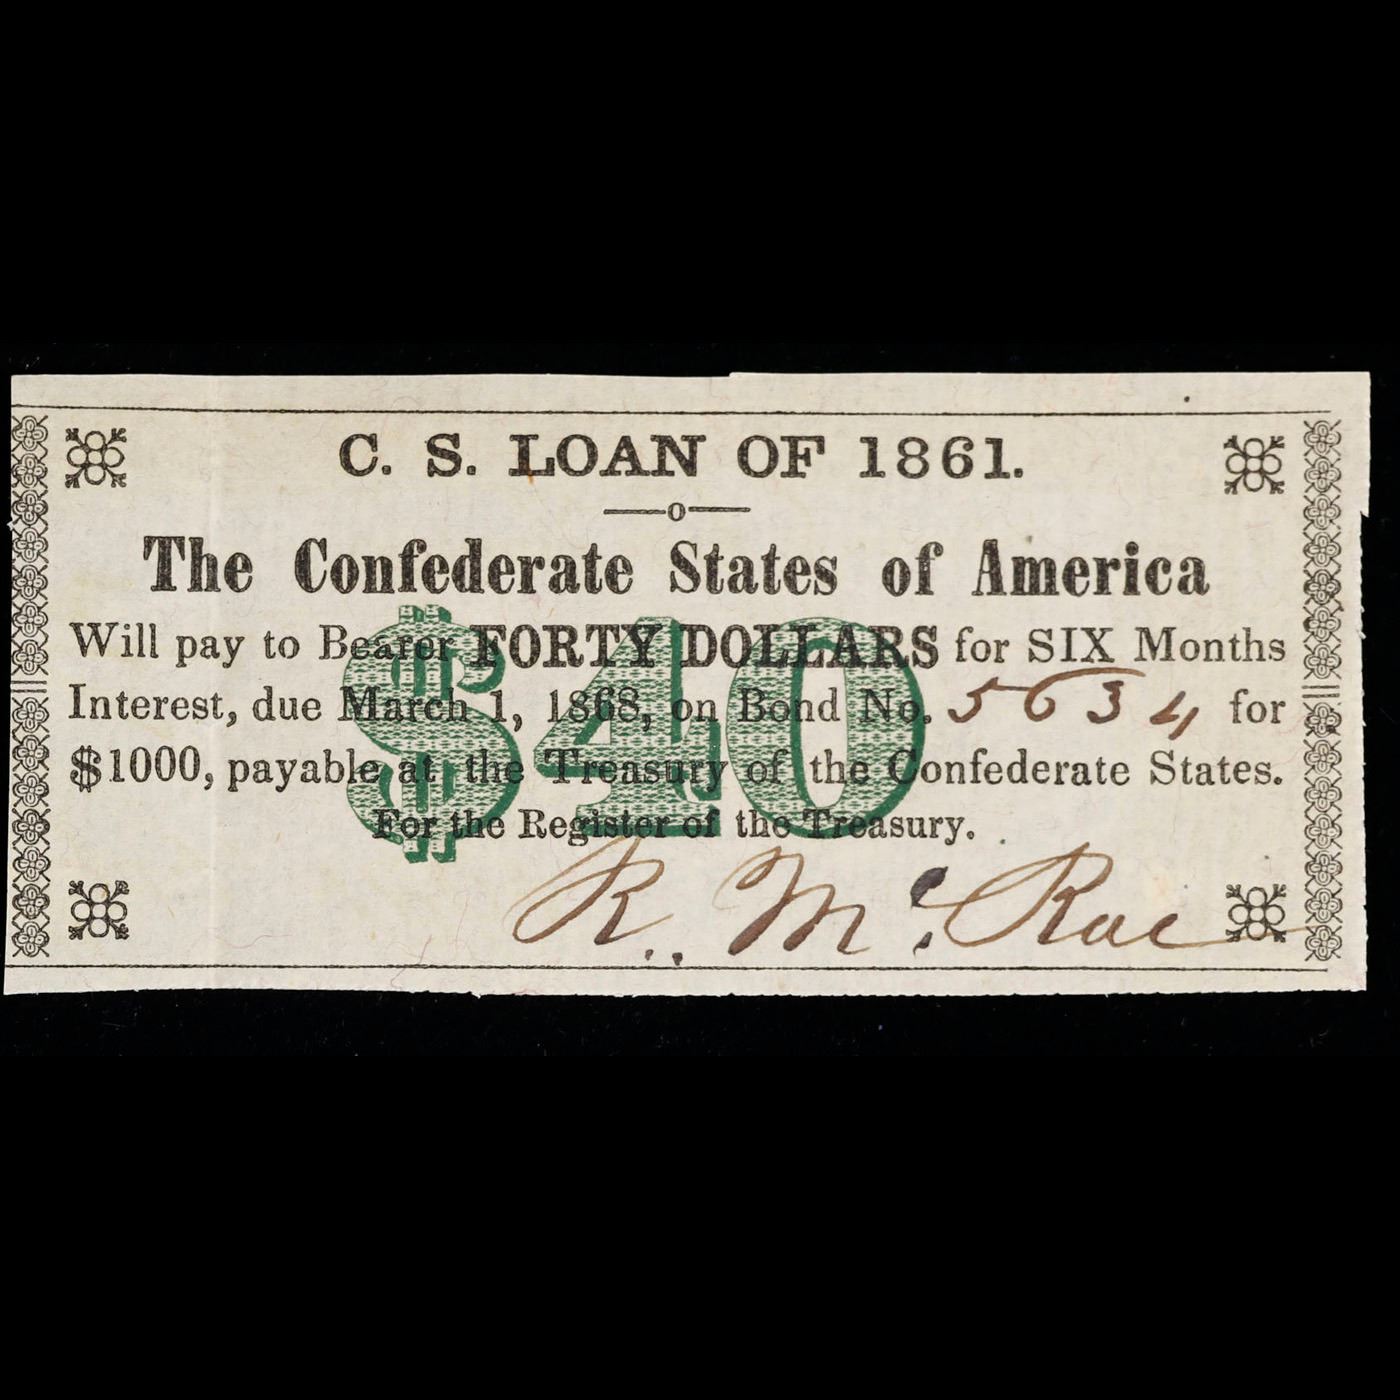 C. S. LOAN OF 1861.
The Confederate States of America
Will pay to Bearer FORTY DOLLARS for SIX Months
Interest, due March 1, 1868, on Bond No. 5634 for
$1000, payable at the Treasury of the Confederate States.
For the Register of the Treasury.
R. Mc. Rae
$40